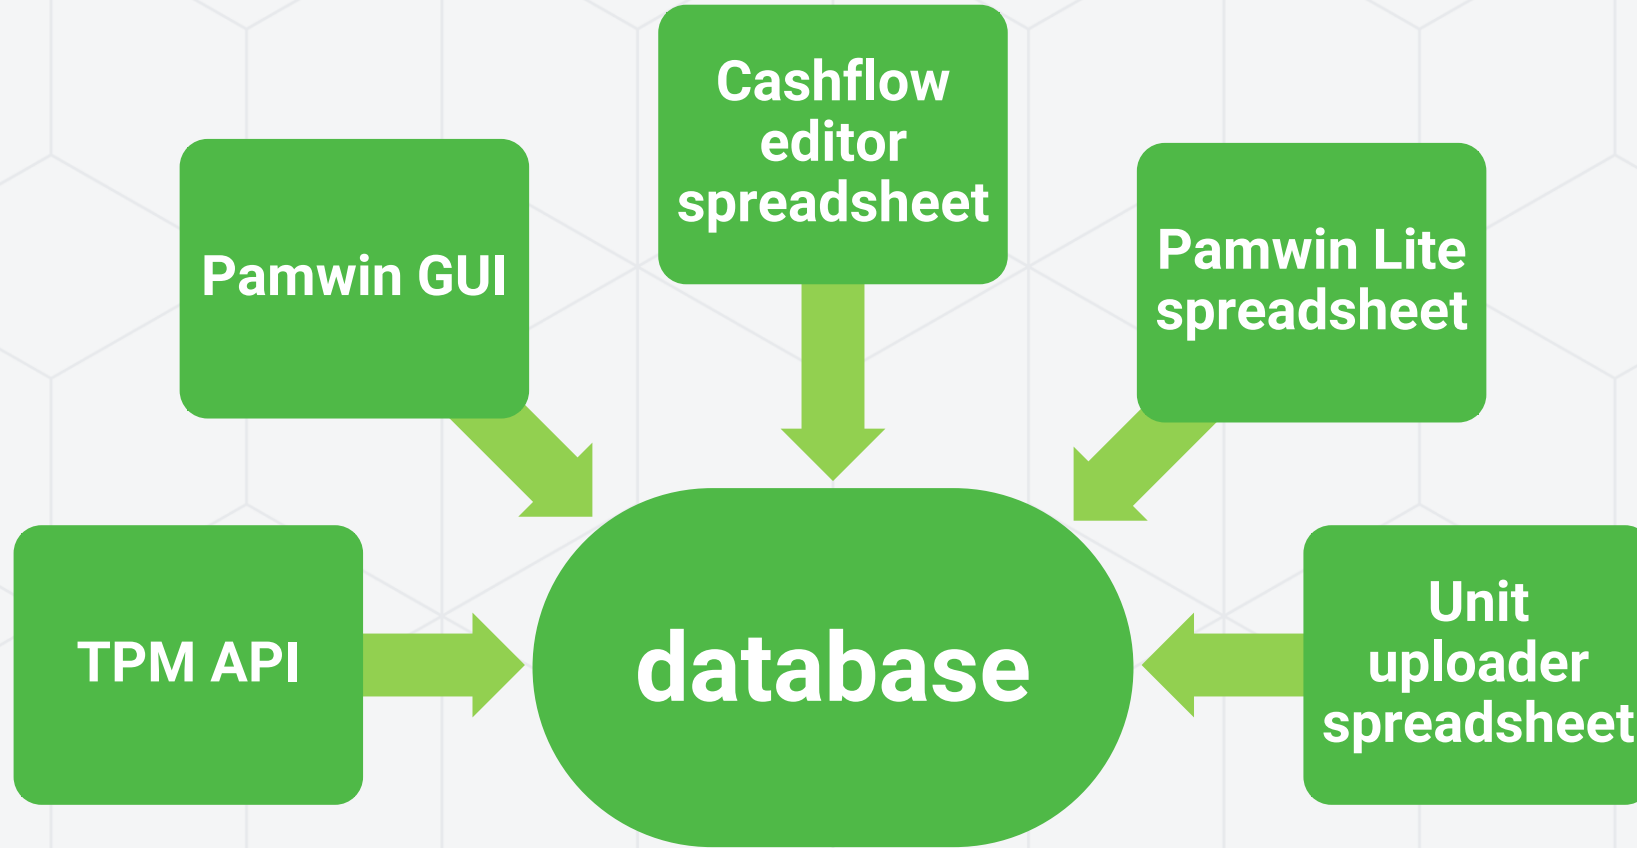 Cashflow
editor
spreadsheet
Pamwin GUI
Pamwin Lite
spreadsheet
TPM API
database
Unit
uploader
spreadsheet